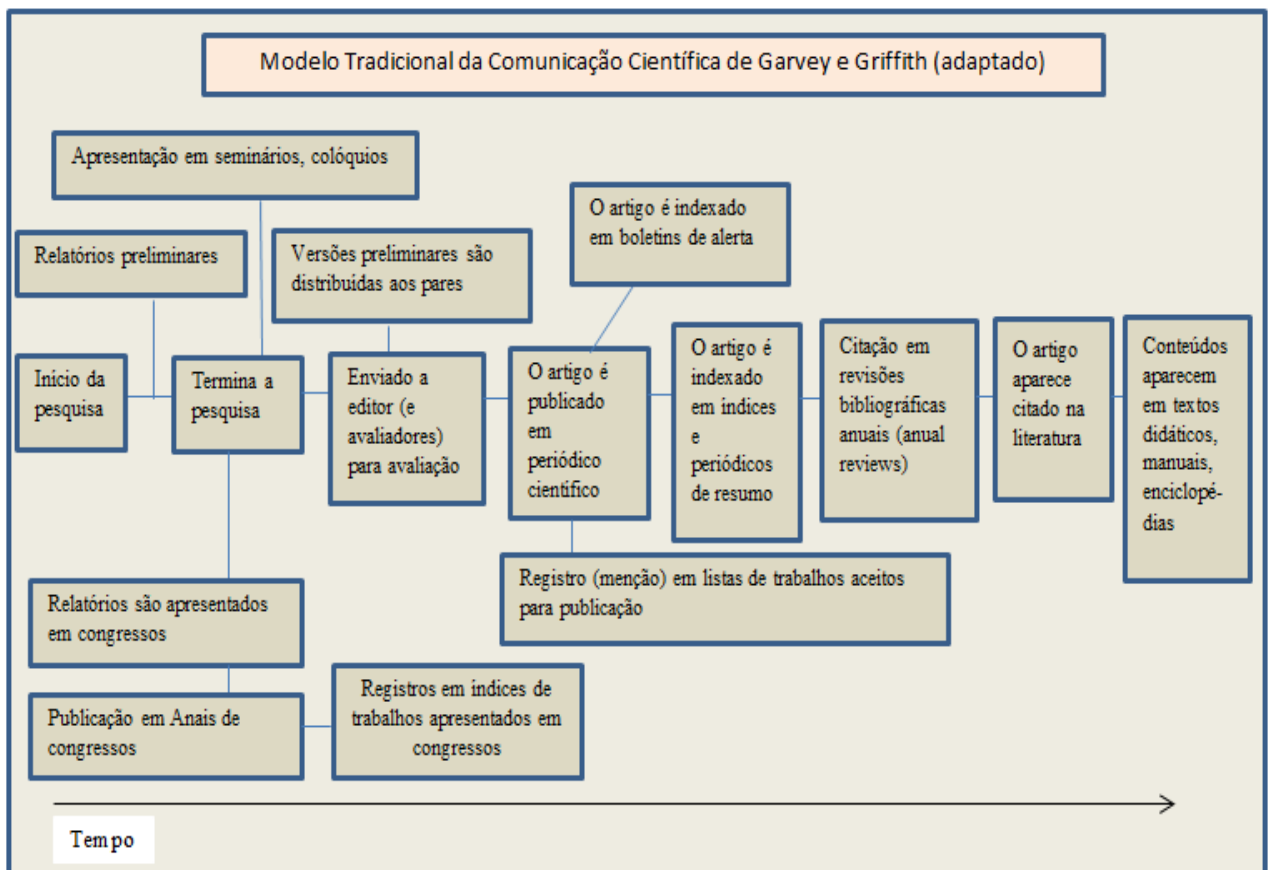 Modelo Tradicional da Comunicação Científica de Garvey e Griffith (adaptado)
Apresentação em seminários, colóquios
Relatórios preliminares
Versões preliminares são
distribuídas aos pares
O artigo é indexado
em boletins de alerta
Início da
pesquisa
Termina a
pesquisa
Enviado a
editor (e
avaliadores)
para avaliação
O artigo é
publicado
em
periódico
científico
O artigo é
indexado
em índices
e
periódicos
de resumo
Citação em
revisões
bibliográficas
anuais (anual
reviews)
O artigo
aparece
citado na
literatura
Conteúdos
aparecem
em textos
didáticos,
manuais,
enciclopé-
dias
Registro (menção) em listas de trabalhos aceitos
para publicação
Relatórios são apresentados
em congressos
Publicação em Anais de
congressos
Registros em índices de
trabalhos apresentados em
congressos
Tempo